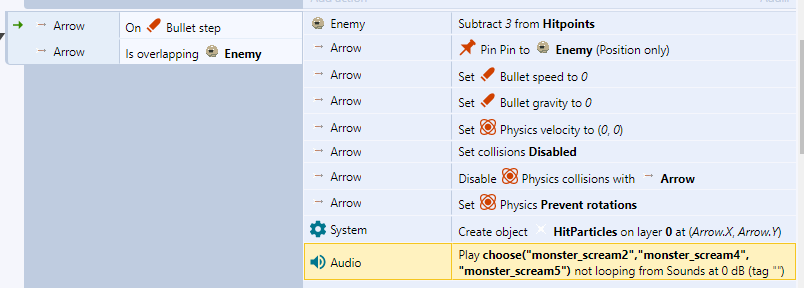 Arrow On Bullet step
Arrow Is overlapping Enemy
Enemy Subtract 3 from Hitpoints
Arrow Pin Pin to Enemy (Position only)
Arrow Set Bullet speed to 0
Arrow Set Bullet gravity to 0
Arrow Set Physics velocity to (0, 0)
Arrow Set collisions Disabled
Arrow Disable Physics collisions with Arrow
Arrow Set Physics Prevent rotations
System Create object HitParticles on layer 0 at (Arrow.X, Arrow.Y)
Audio Play choose("monster_scream2","monster_scream4",
"monster_scream5") not looping from Sounds at 0 dB (tag "")